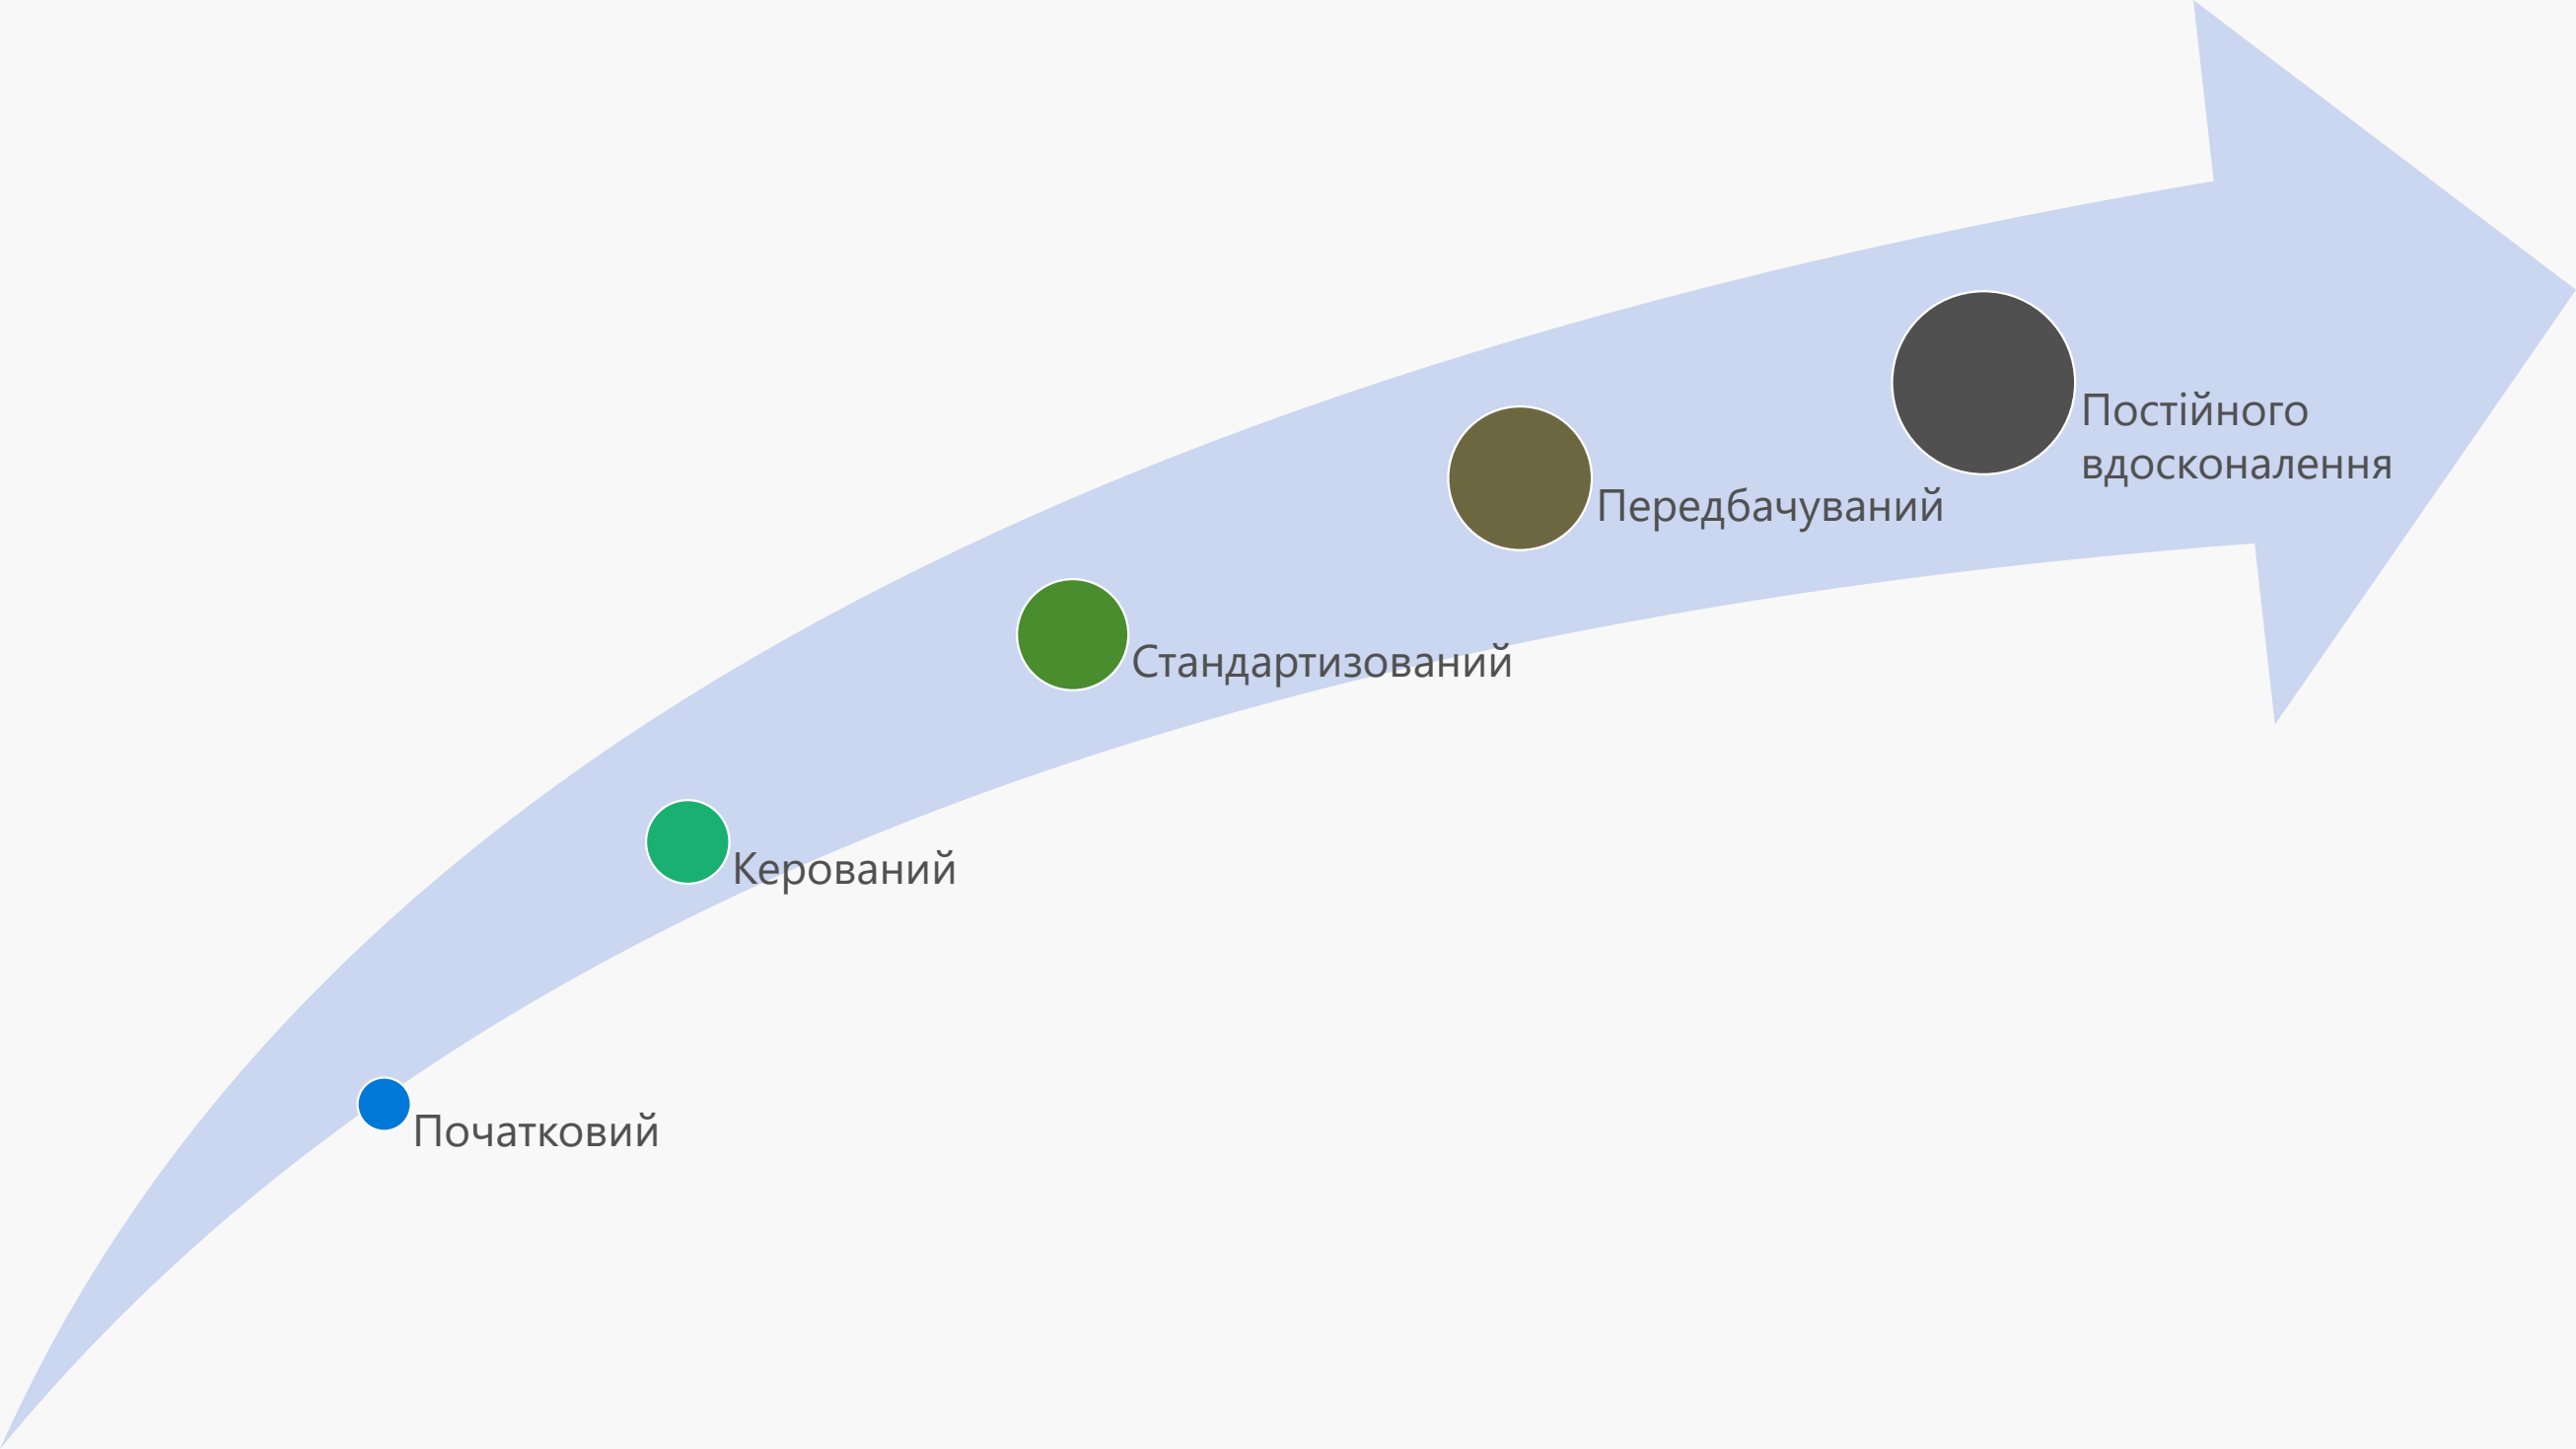 Постійного
вдосконалення
Передбачуваний
Стандартизований
Керований
Початковий